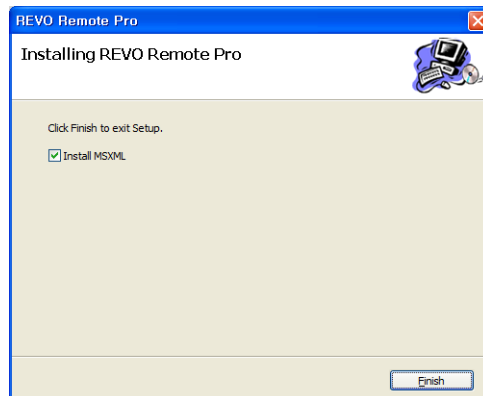 REVO Remote Pro
Installing REVO Remote Pro
Click Finish to exit Setup.
Install MSXML
Finish